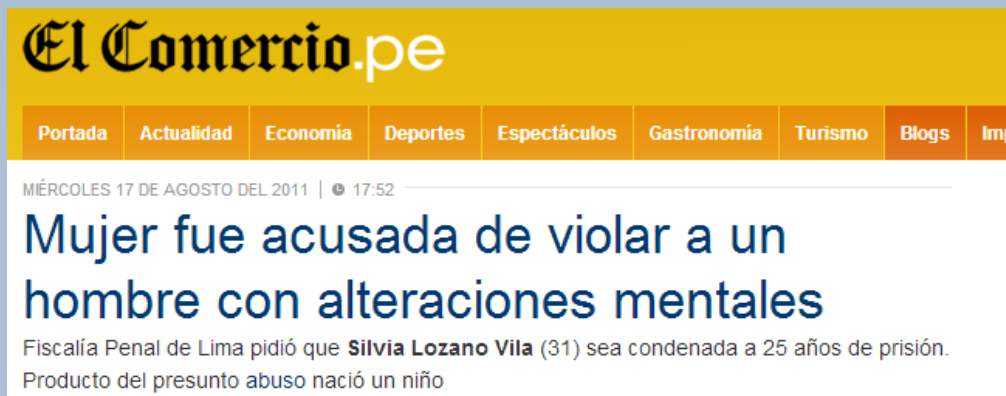 El Comercio.pe
Portada Actualidad Economía Deportes Espectáculos Gastronomía Turismo Blogs
MIÉRCOLES 17 DE AGOSTO DEL 2011 | 17:52
Mujer fue acusada de violar a un
hombre con alteraciones mentales
Fiscalía Penal de Lima pidió que Silvia Lozano Vila (31) sea condenada a 25 años de prisión.
Producto del presunto abuso nació un niño